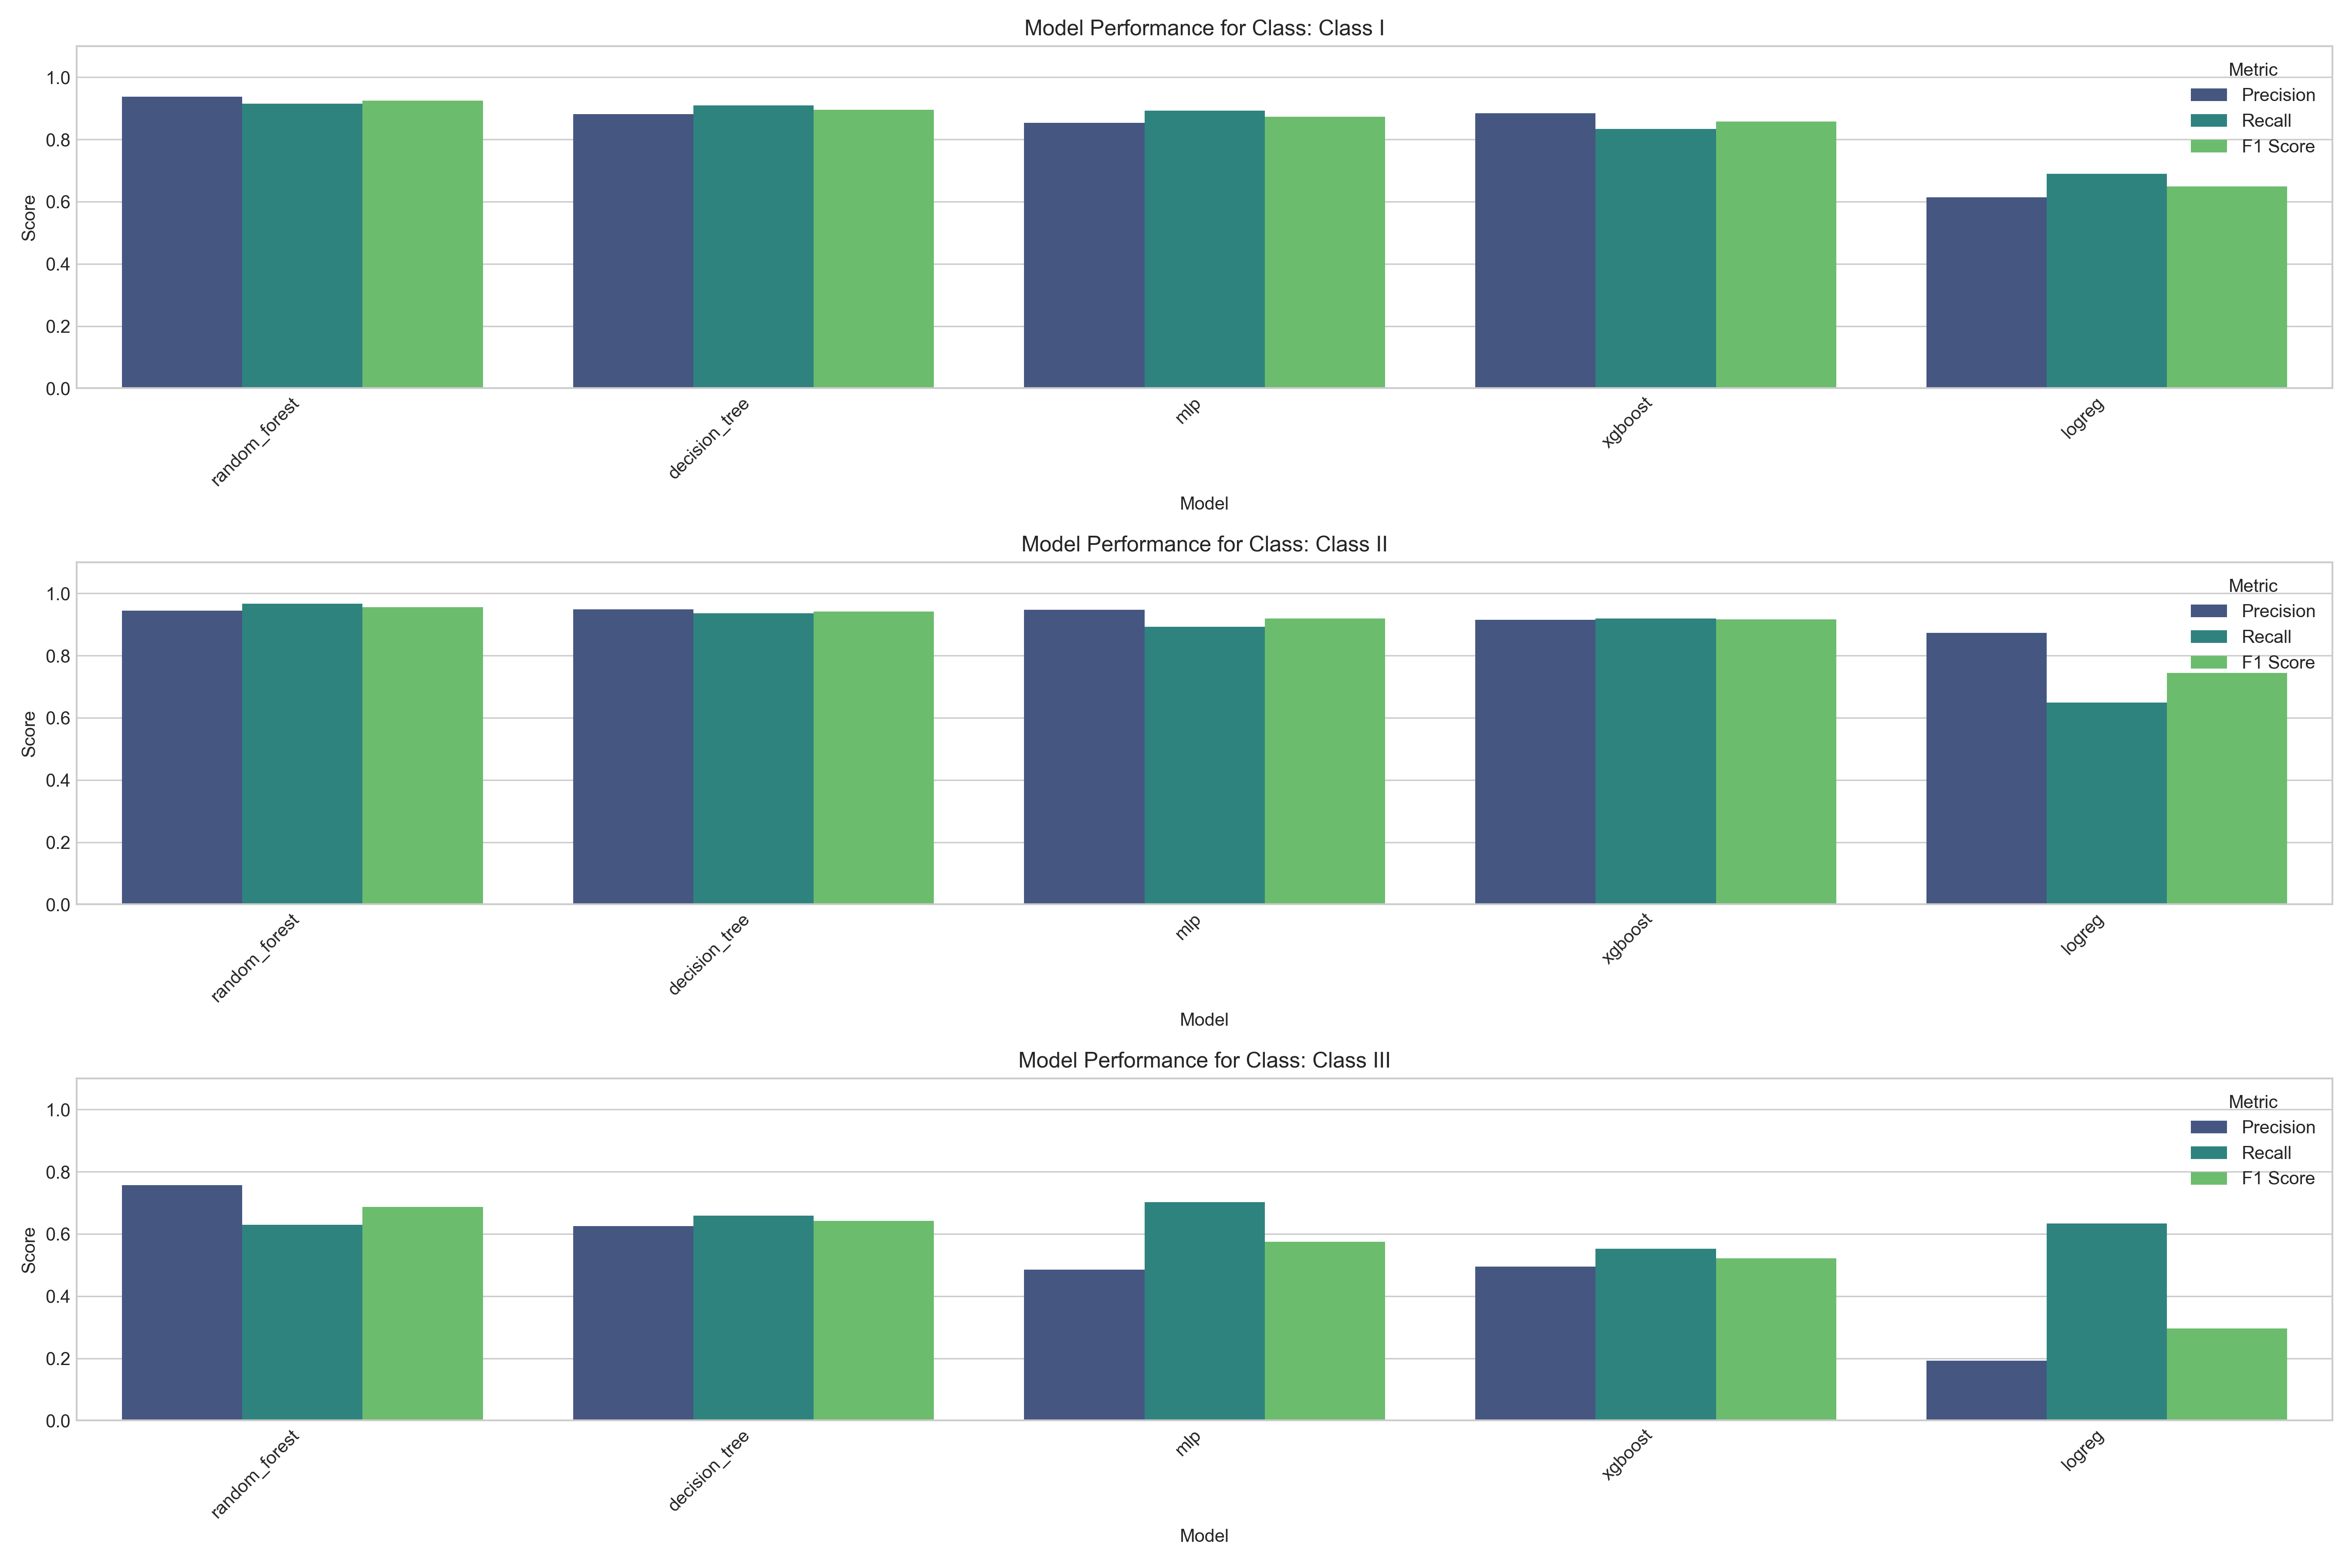 Model Performance for Class: Class I
Score
1.0
0.8
0.6
0.4
0.2
0.0
Metric
Precision
Recall
F1 Score
random_forest
decision_tree
mlp
xgboost
logreg
Model
Model Performance for Class: Class II
Score
1.0
0.8
0.6
0.4
0.2
0.0
Metric
Precision
Recall
F1 Score
random_forest
decision_tree
mlp
xgboost
logreg
Model
Model Performance for Class: Class III
Score
1.0
0.8
0.6
0.4
0.2
0.0
Metric
Precision
Recall
F1 Score
random_forest
decision_tree
mlp
xgboost
logreg
Model